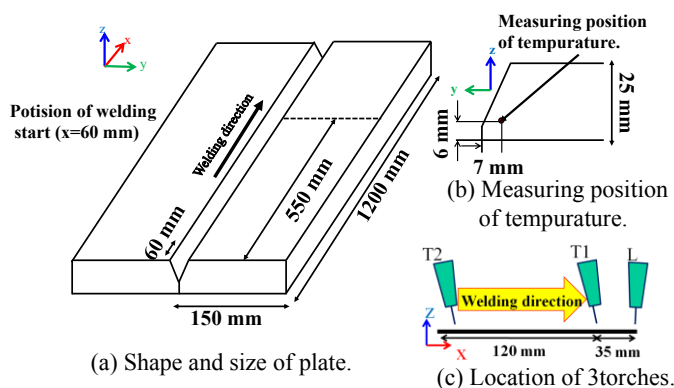 z
x
y
Potision of welding
start (x=60 mm)
Welding direction
60 mm
550 mm
1200 mm
150 mm
(a) Shape and size of plate.
Measuring position
of tempurature.
z
y
25 mm
9 mm
7 mm
(b) Measuring position
of tempurature.
T2
T1
L
Welding direction
Z
X
120 mm
35 mm
(c) Location of 3torches.